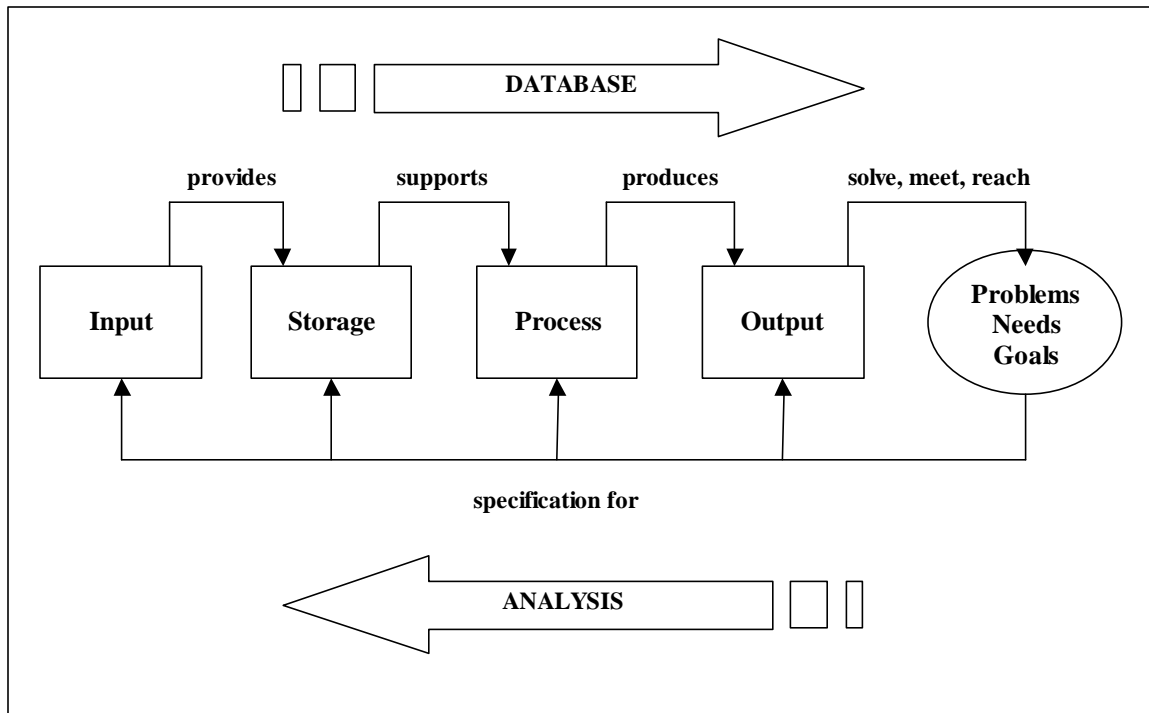 DATABASE
provides
supports
produces
solve, meet, reach
Input
Storage
Process
Output
Problems
Needs
Goals
specification for
ANALYSIS